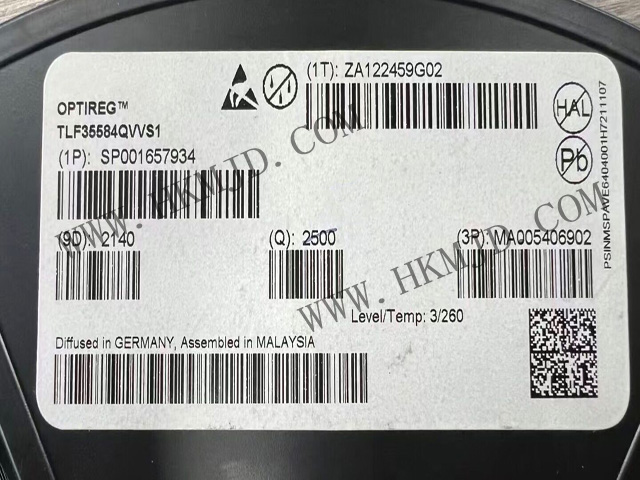 (1T): ZA122459G02
OPTIREG™
TLF35584QVVS1
(1P): SP001657934
HAL
Pb
(9D): 2140
(Q): 2500
(3R): MA005406902
Level/Temp: 3/260
Diffused in GERMANY, Assembled in MALAYSIA
PSINMSPAVE6404001H7211107
WWW.HKMJD.COM
WWW.HKMJD.COM